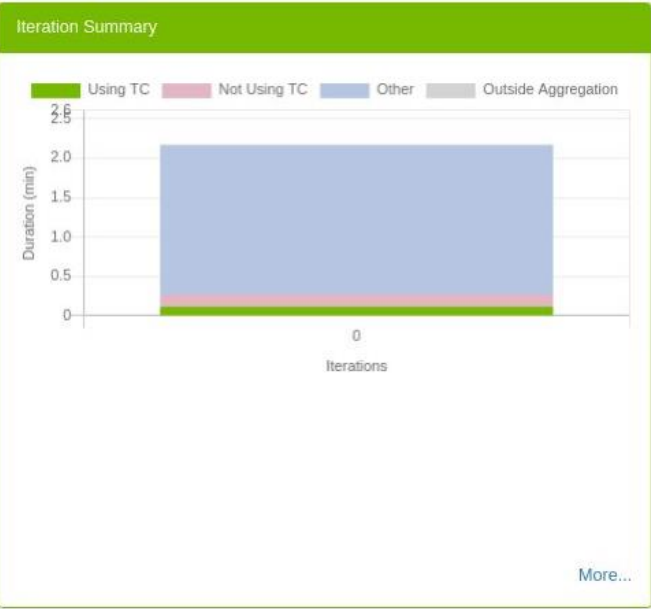 Iteration Summary
Using TC Not Using TC Other Outside Aggregation
2.6
2.5
2.0
1.5
1.0
0.5
0
Duration (min)
0
Iterations
More...